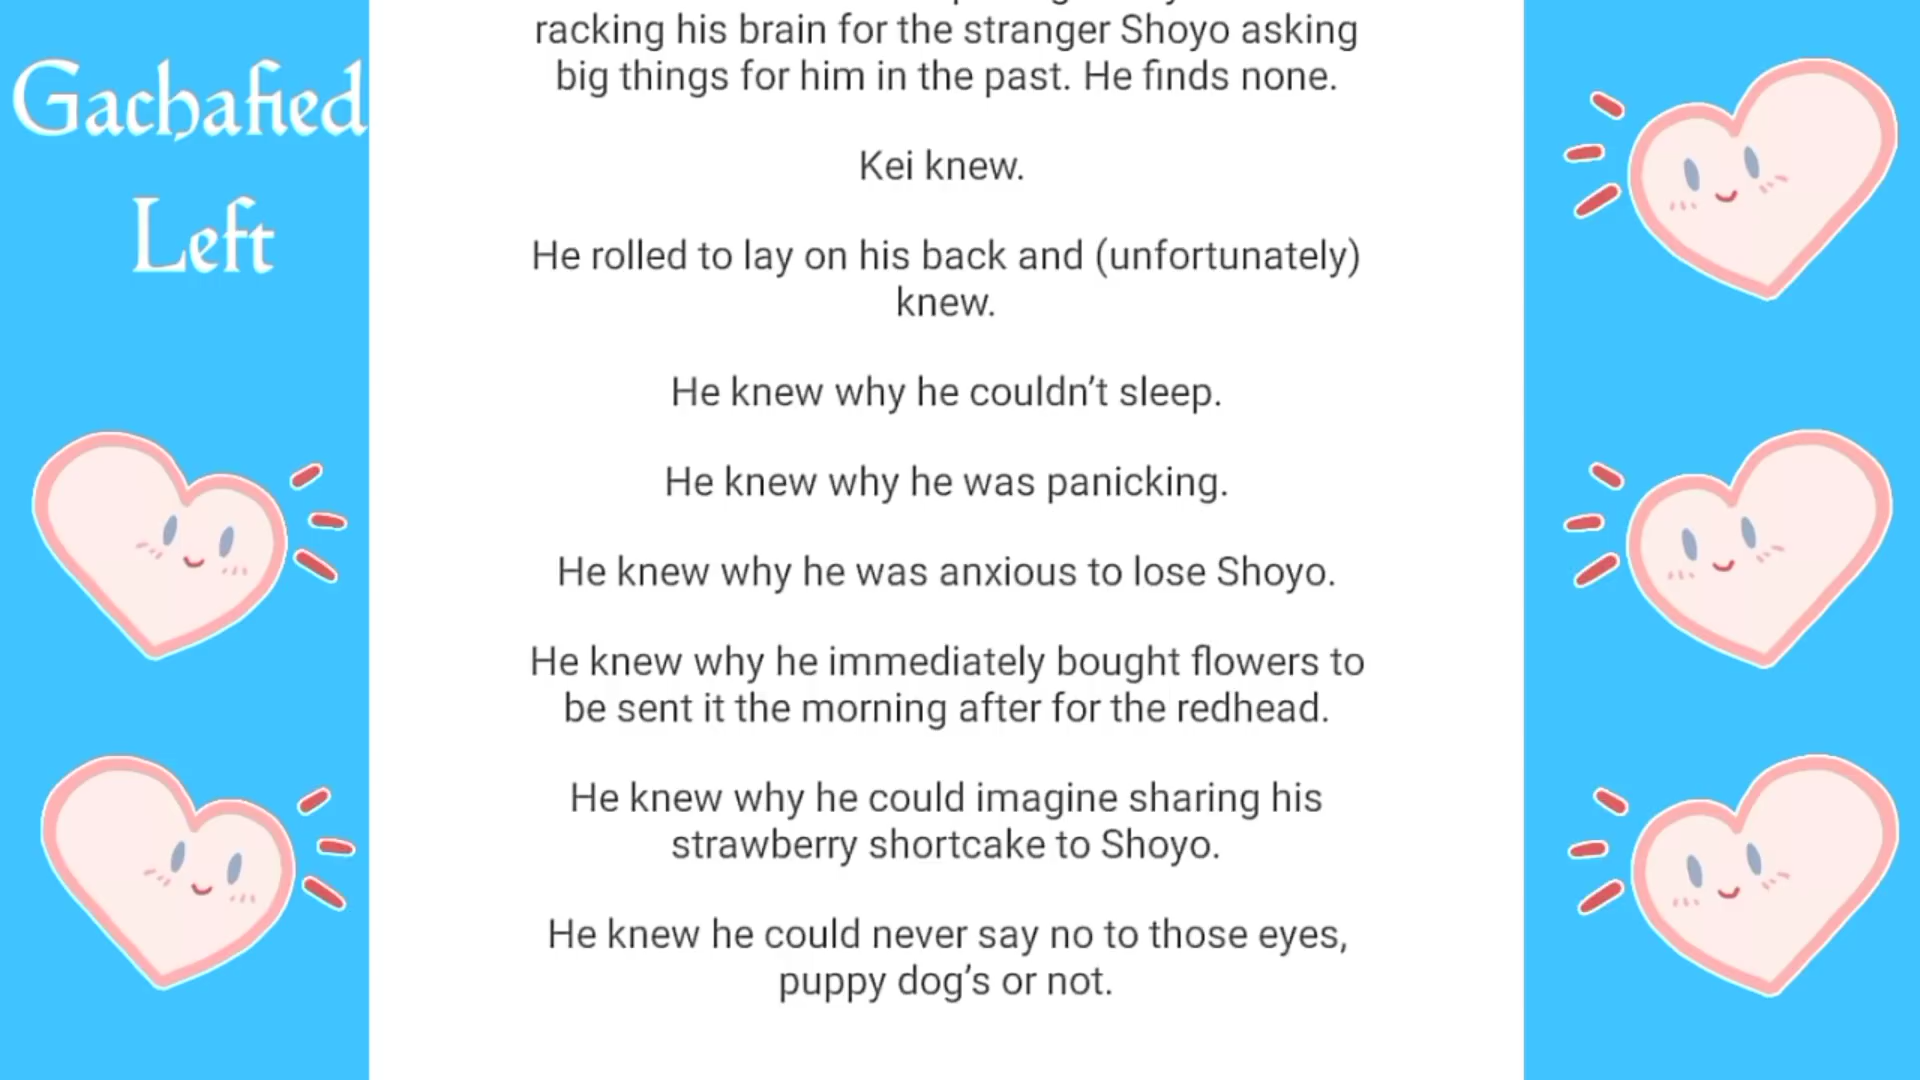 Gachafied
Left
racking his brain for the stranger Shoyo asking
big things for him in the past. He finds none.
Kei knew.
He rolled to lay on his back and (unfortunately)
knew.
He knew why he couldn’t sleep.
He knew why he was panicking.
He knew why he was anxious to lose Shoyo.
He knew why he immediately bought flowers to
be sent it the morning after for the redhead.
He knew why he could imagine sharing his
strawberry shortcake to Shoyo.
He knew he could never say no to those eyes,
puppy dog’s or not.